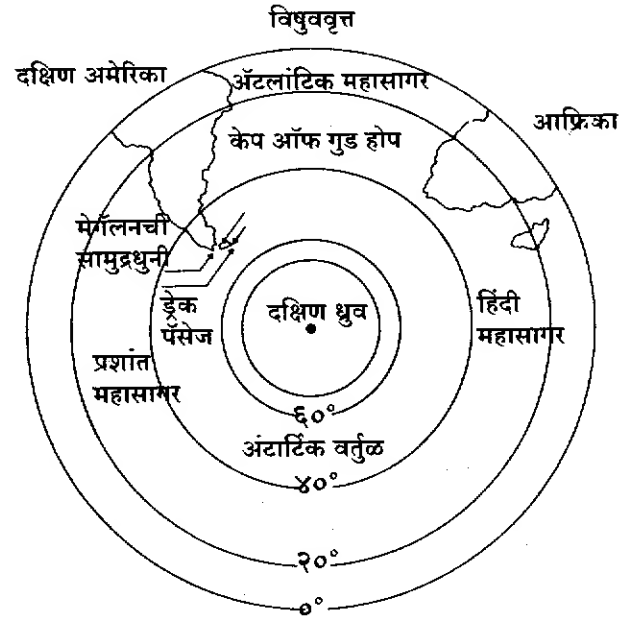 विषुववृत्त
दक्षिण अमेरिका
ॲटलांटिक महासागर
आफ्रिका
केप ऑफ गुड होप
मेगॅलनची
सामुद्रधुनी
ड्रेक
पॅसेज
दक्षिण ध्रुव
हिंदी
महासागर
प्रशांत
महासागर
६०°
अंटार्टिक वर्तुळ
४०°
२०°
०°